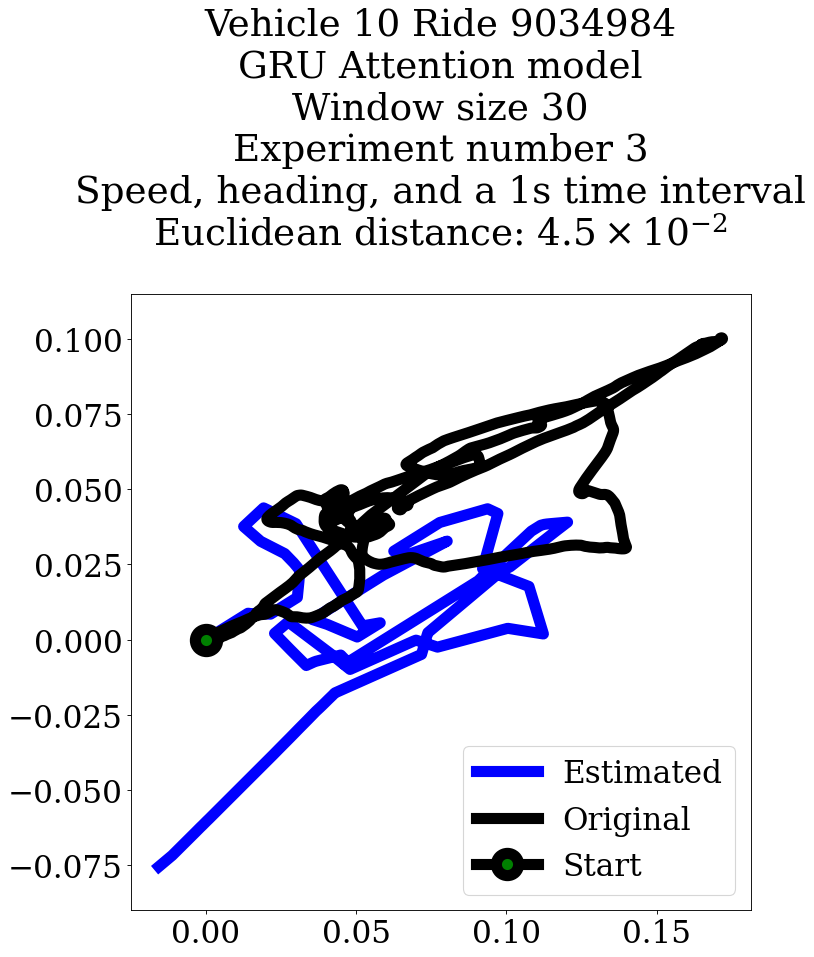 Vehicle 10 Ride 9034984
GRU Attention model
Window size 30
Experiment number 3
Speed, heading, and a 1s time interval
Euclidean distance: 4.5 × 10⁻²
0.100
0.075
0.050
0.025
0.000
−0.025
−0.050
−0.075
Estimated
Original
Start
0.00 0.05 0.10 0.15